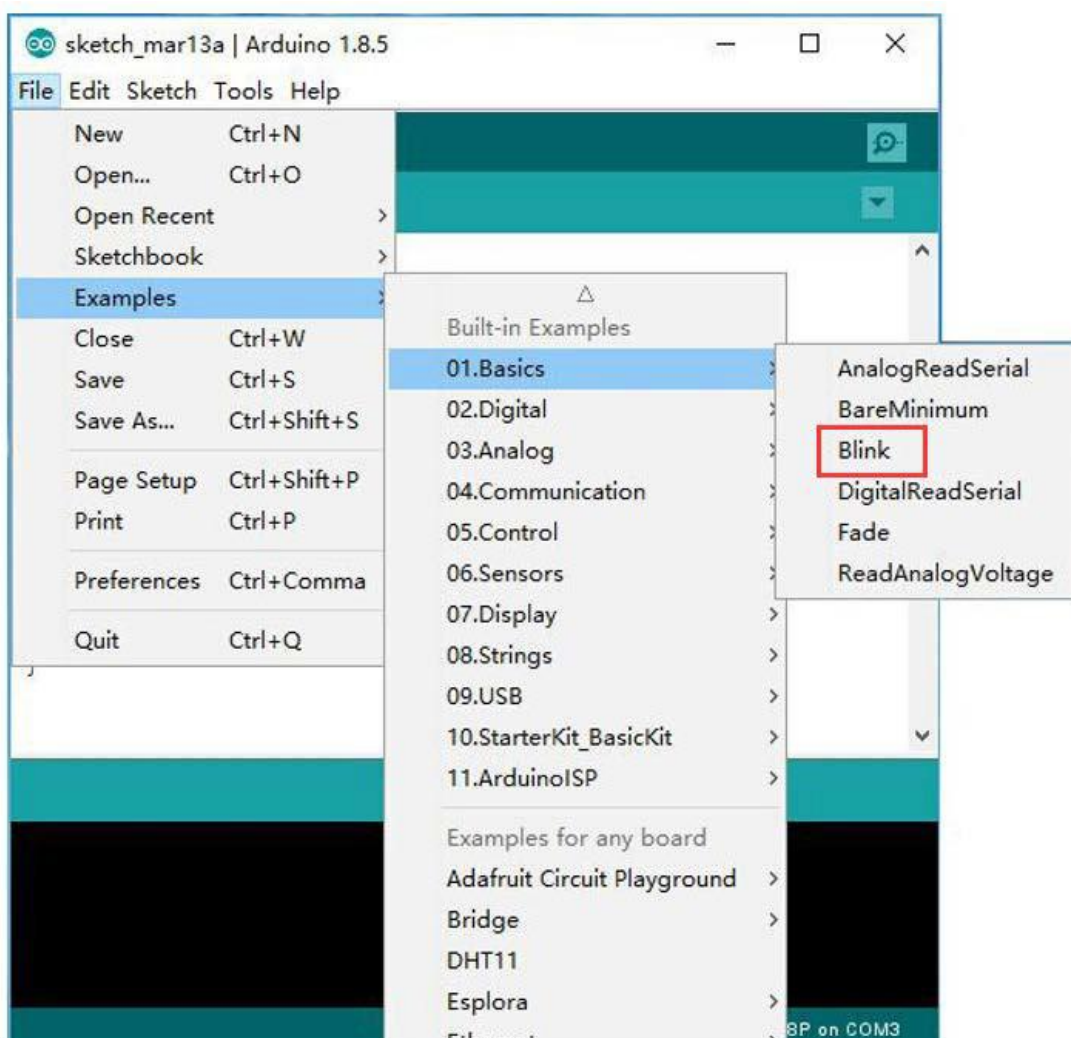 sketch_mar13a | Arduino 1.8.5
File Edit Sketch Tools Help
New Ctrl+N
Open... Ctrl+O
Open Recent
Sketchbook
Examples
Close Ctrl+W
Save Ctrl+S
Save As... Ctrl+Shift+S
Page Setup Ctrl+Shift+P
Print Ctrl+P
Preferences Ctrl+Comma
Quit Ctrl+Q
Built-in Examples
01.Basics
02.Digital
03.Analog
04.Communication
05.Control
06.Sensors
07.Display
08.Strings
09.USB
10.StarterKit_BasicKit
11.ArduinoISP
Examples for any board
Adafruit Circuit Playground
Bridge
DHT11
Esplora
AnalogReadSerial
BareMinimum
Blink
DigitalReadSerial
Fade
ReadAnalogVoltage
8P on COM3